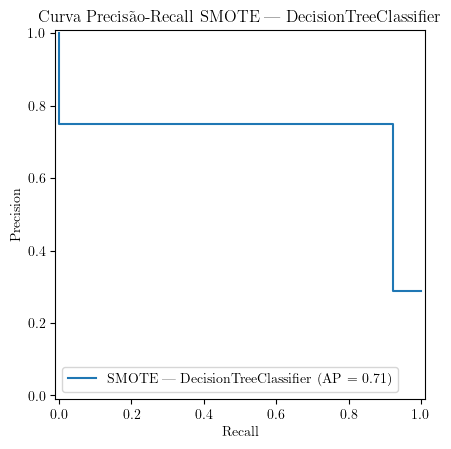 Curva Precisão-Recall SMOTE — DecisionTreeClassifier
1.0
0.8
0.6
0.4
0.2
0.0
Precision
SMOTE — DecisionTreeClassifier (AP = 0.71)
0.0 0.2 0.4 0.6 0.8 1.0
Recall